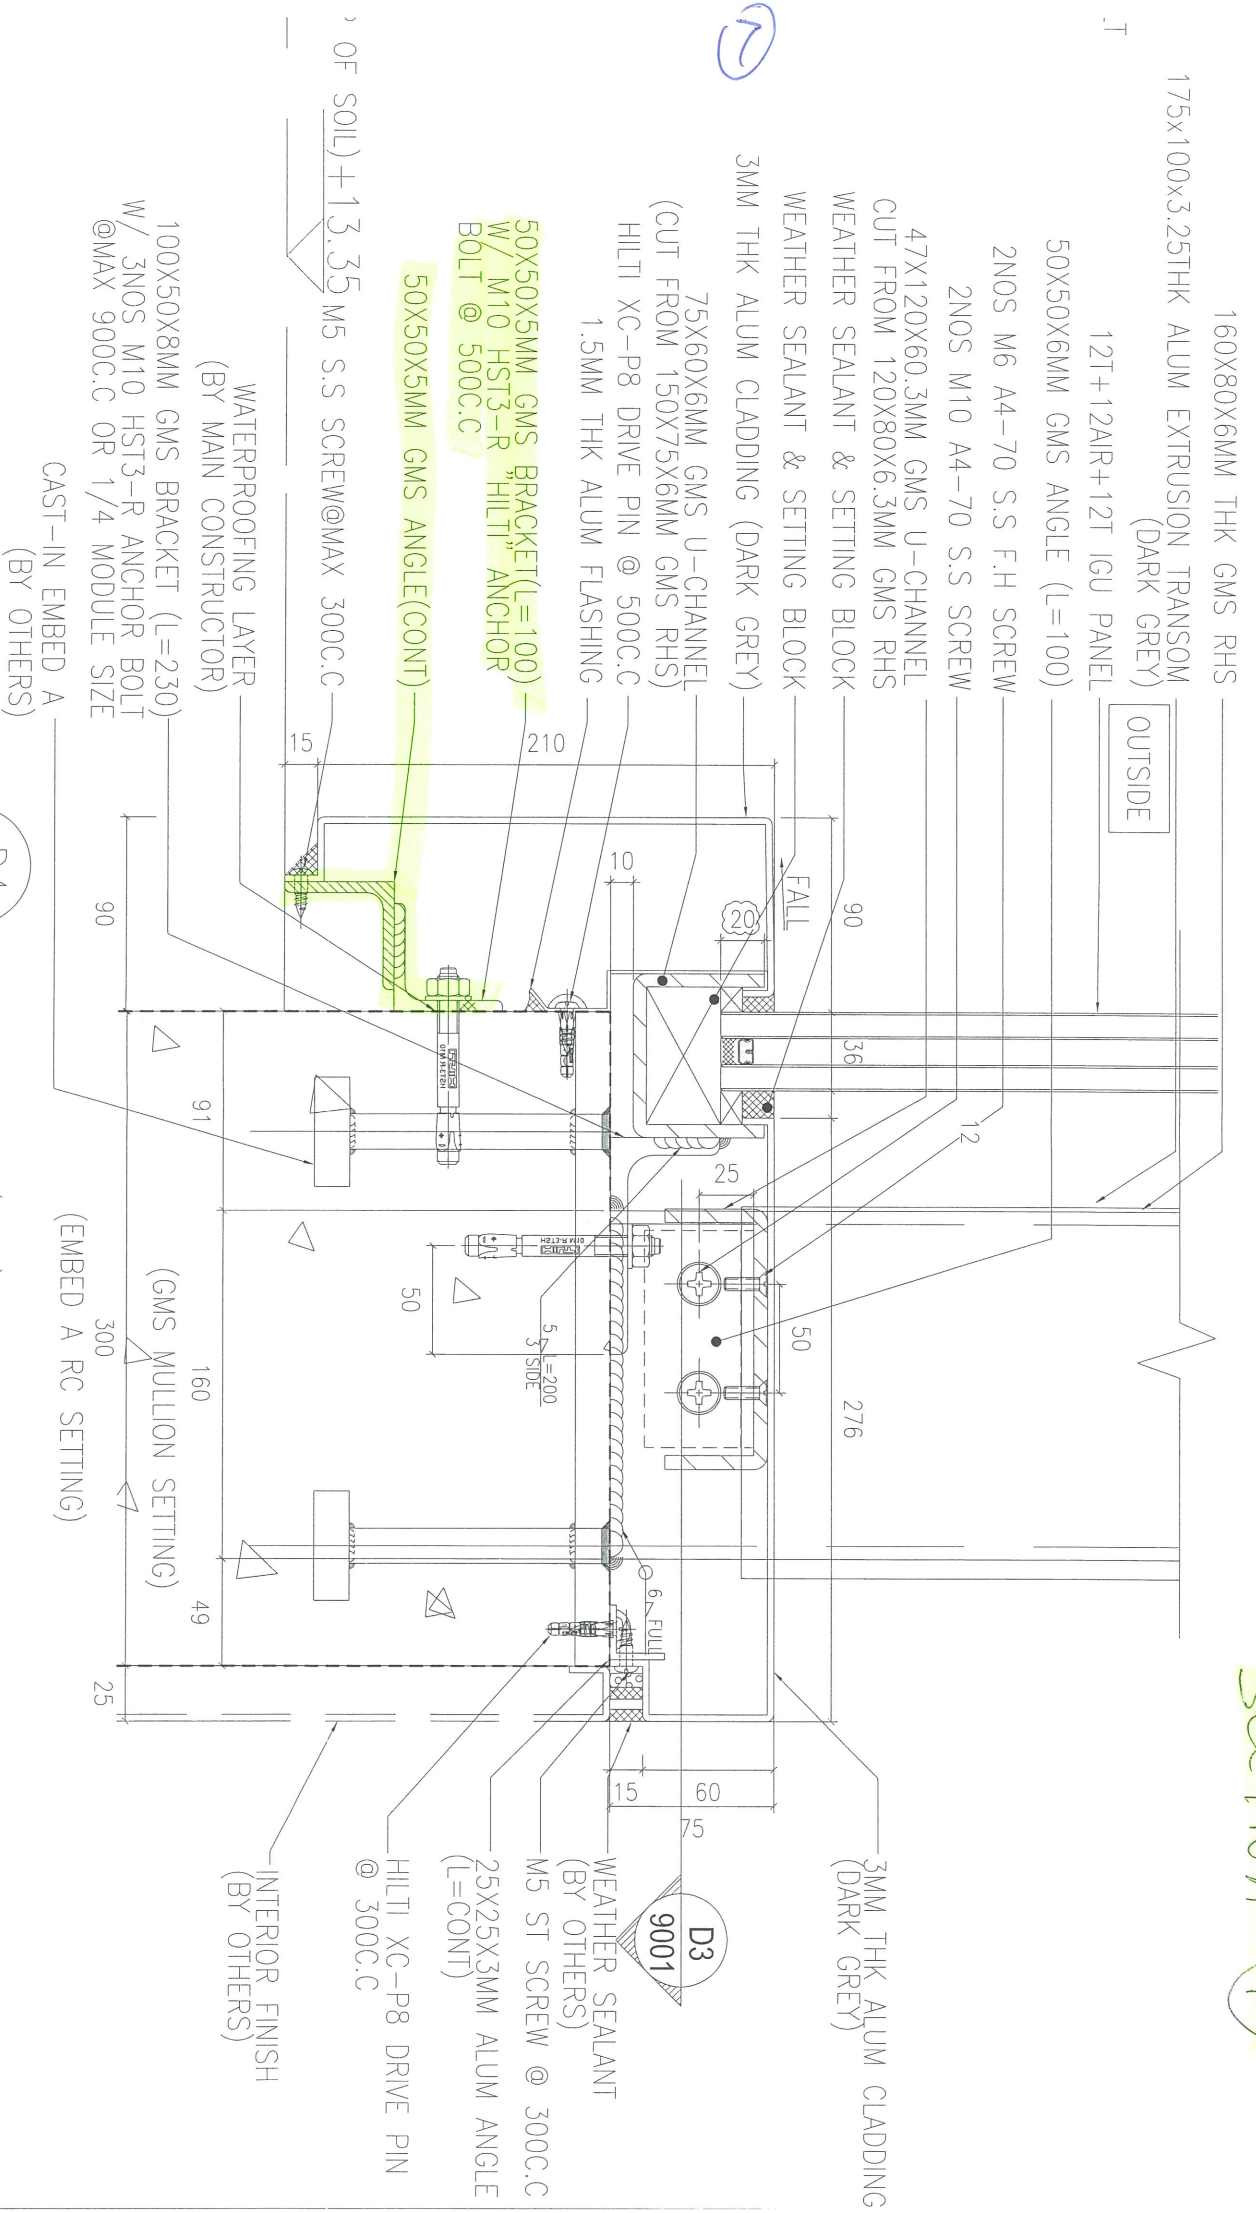 160X80X6MM THK GMS RHS
175x100x3.25THK ALUM EXTRUSION TRANSOM
(DARK GREY)
12T+12AIR+12T IGU PANEL
50X50X6MM GMS ANGLE (L=100)
2NOS M6 A4-70 S.S F.H SCREW
2NOS M10 A4-70 S.S SCREW
47X120X60.3MM GMS U-CHANNEL
CUT FROM 120X80X6.3MM GMS RHS
WEATHER SEALANT & SETTING BLOCK
WEATHER SEALANT & SETTING BLOCK
3MM THK ALUM CLADDING (DARK GREY)
75X60X6MM GMS U-CHANNEL
(CUT FROM 150X75X6MM GMS RHS)
HILTI XC-P8 DRIVE PIN @ 500C.C
1.5MM THK ALUM FLASHING
50X50X5MM GMS BRACKET(L=100)
W/ M10 HST3-R "HILTI" ANCHOR
BOLT @ 500C.C
50X50X5MM GMS ANGLE(CONT)
OF SOIL)+13.35
M5 S.S SCREW@MAX 300C.C
WATERPROOFING LAYER
(BY MAIN CONSTRUCTOR)
100X50X8MM GMS BRACKET (L=230)
W/ 3NOS M10 HST3-R ANCHOR BOLT
@MAX 900C.C OR 1/4 MODULE SIZE
CAST-IN EMBED A
(BY OTHERS)
7
OUTSIDE
FALL
90
36
12
276
50
25
20
10
210
15
50
5 L=200
3 SIDE
6 FULL
HILTI
HST3-R M10
HILTI
HST3-R M10
91
160
49
(GMS MULLION SETTING)
90
300
25
(EMBED A RC SETTING)
15
60
75
D3
9001
3MM THK ALUM CLADDING
(DARK GREY)
WEATHER SEALANT
(BY OTHERS)
M5 ST SCREW @ 300C.C
25X25X3MM ALUM ANGLE
(L=CONT)
HILTI XC-P8 DRIVE PIN
@ 300C.C
INTERIOR FINISH
(BY OTHERS)